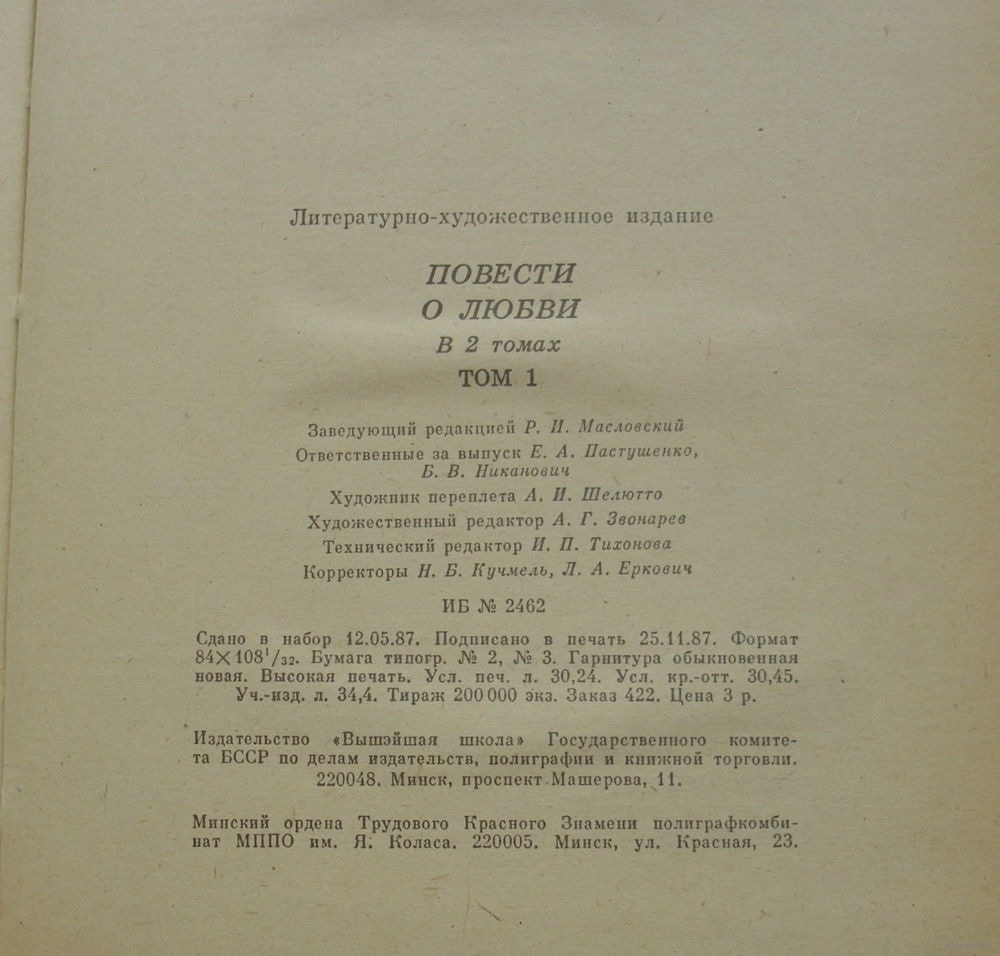 Литературно-художественное издание
ПОВЕСТИ
О ЛЮБВИ
В 2 томах
ТОМ 1
Заведующий редакцией Р. И. Масловский
Ответственные за выпуск Е. А. Пастушенко,
Б. В. Никанович
Художник переплета А. И. Шелютто
Художественный редактор А. Г. Звонарев
Технический редактор И. П. Тихонова
Корректоры Н. Б. Кучмель, Л. А. Еркович
ИБ № 2462
Сдано в набор 12.05.87. Подписано в печать 25.11.87. Формат
84×108¹/₃₂. Бумага типогр. № 2, № 3. Гарнитура обыкновенная
новая. Высокая печать. Усл. печ. л. 30,24. Усл. кр.-отт. 30,45.
Уч.-изд. л. 34,4. Тираж 200 000 экз. Заказ 422. Цена 3 р.
Издательство «Вышэйшая школа» Государственного комите-
та БССР по делам издательств, полиграфии и книжной торговли.
220048. Минск, проспект Машерова, 11.
Минский ордена Трудового Красного Знамени полиграфкомби-
нат МППО им. Я. Коласа. 220005. Минск, ул. Красная, 23.